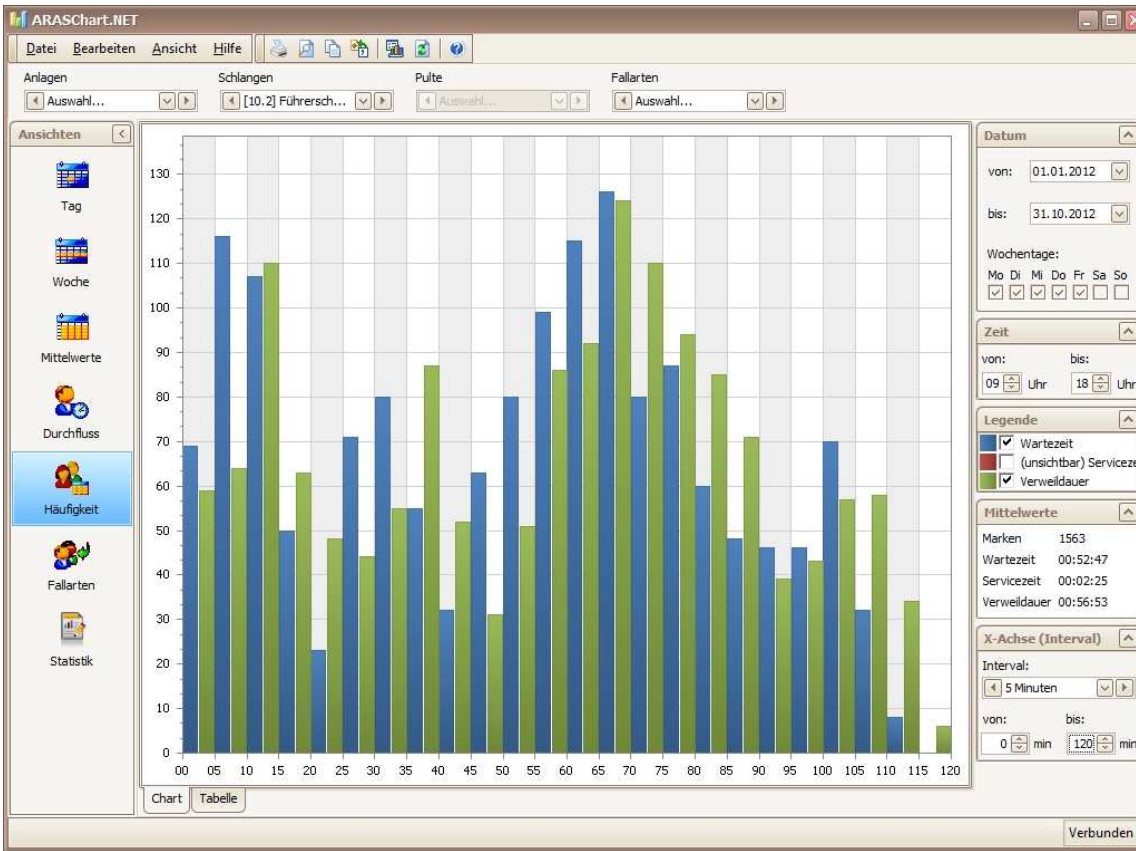 ARASChart.NET
Datei Bearbeiten Ansicht Hilfe
Anlagen Schlangen Pulte Fallarten
Auswahl... [10.2] Führersch... Auswahl... Auswahl...
Ansichten
Tag
Woche
Mittelwerte
Durchfluss
Häufigkeit
Fallarten
Statistik
130
120
110
100
90
80
70
60
50
40
30
20
10
0
00 05 10 15 20 25 30 35 40 45 50 55 60 65 70 75 80 85 90 95 100 105 110 115 120
Chart Tabelle
Datum
von: 01.01.2012
bis: 31.10.2012
Wochentage:
Mo Di Mi Do Fr Sa So
Zeit
von: bis:
09 Uhr 18 Uhr
Legende
Wartezeit
(unsichtbar) Serviceze
Verweildauer
Mittelwerte
Marken 1563
Wartezeit 00:52:47
Servicezeit 00:02:25
Verweildauer 00:56:53
X-Achse (Interval)
Interval:
5 Minuten
von: bis:
0 min 120 min
Verbunden